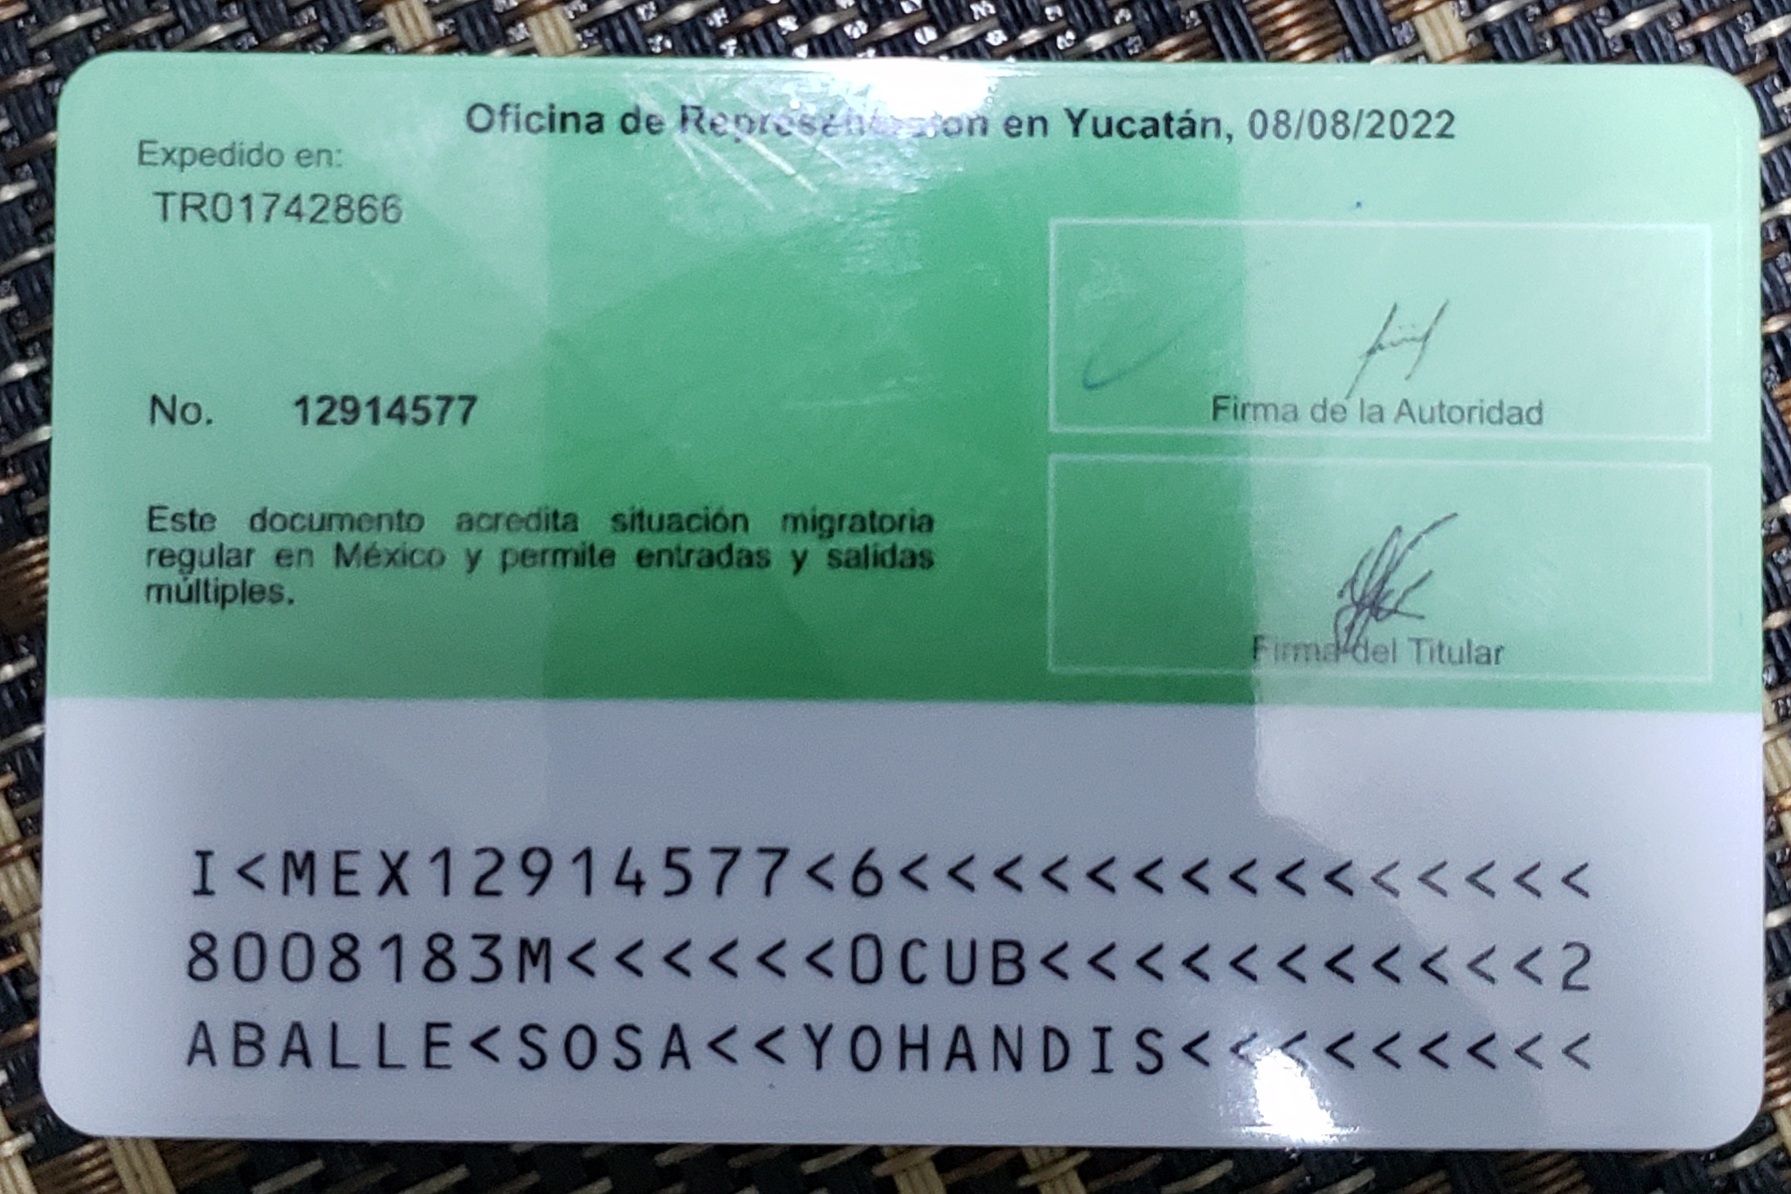 Oficina de Representación en Yucatán, 08/08/2022
Expedido en:
TR01742866
No. 12914577
Firma de la Autoridad
Este documento acredita situación migratoria
regular en México y permite entradas y salidas
múltiples.
Firma del Titular
I<MEX12914577<6<<<<<<<<<<<<<<<
8008183M<<<<<<0CUB<<<<<<<<<<<2
ABALLE<SOSA<<YOHANDIS<<<<<<<<<